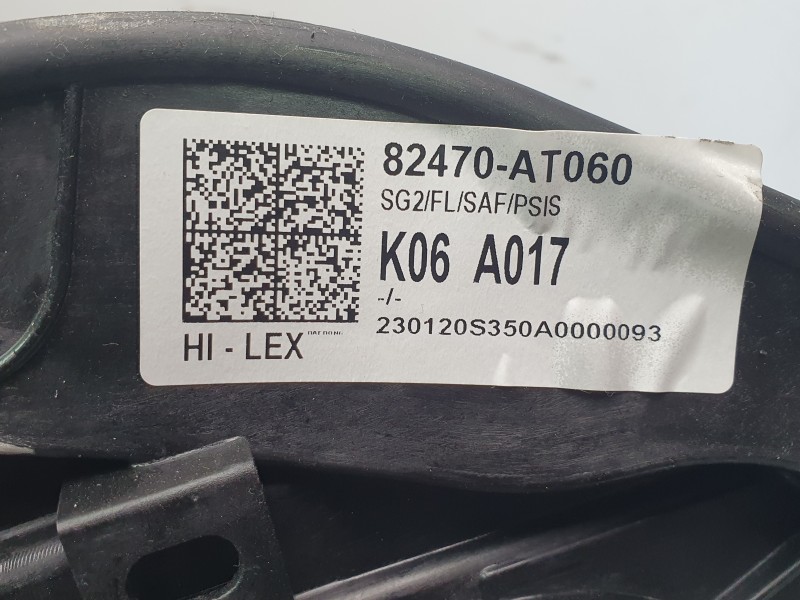 82470-AT060
SG2/FL/SAF/PSIS
K06 A017
-/-
230120S350A0000093
HI - LEX